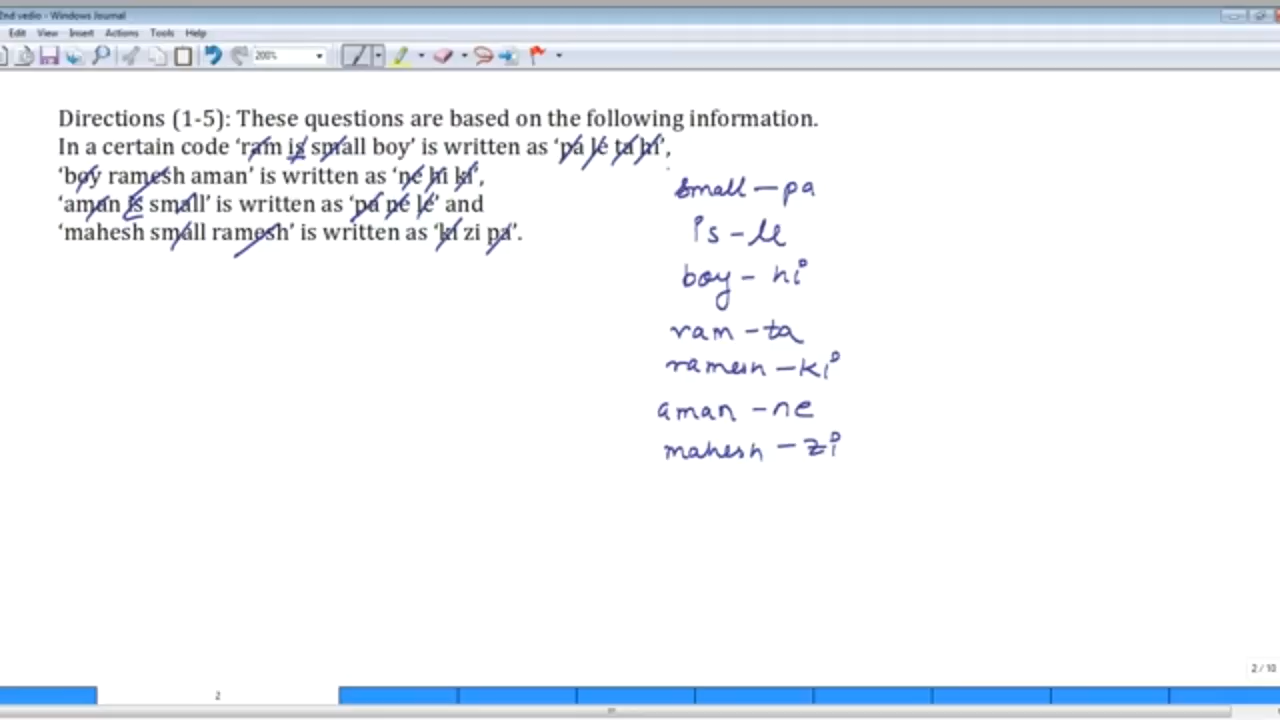 2nd vedio - Windows Journal
Edit View Insert Actions Tools Help
200%
Directions (1-5): These questions are based on the following information.
In a certain code ‘ram is small boy’ is written as ‘pa le ta hi’,
‘boy ramesh aman’ is written as ‘ne hi ki’,
‘aman is small’ is written as ‘pa ne le’ and
‘mahesh small ramesh’ is written as ‘ki zi pa’.
small - pa
is - le
boy - hi
ram - ta
ramesh - ki
aman - ne
mahesh - zi
2 / 10
2